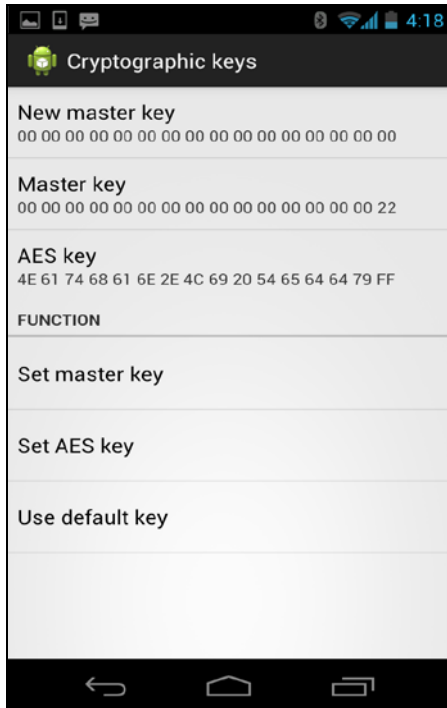 4:18
Cryptographic keys
New master key
00 00 00 00 00 00 00 00 00 00 00 00 00 00 00 00
Master key
00 00 00 00 00 00 00 00 00 00 00 00 00 00 00 22
AES key
4E 61 74 68 61 6E 2E 4C 69 20 54 65 64 64 79 FF
FUNCTION
Set master key
Set AES key
Use default key